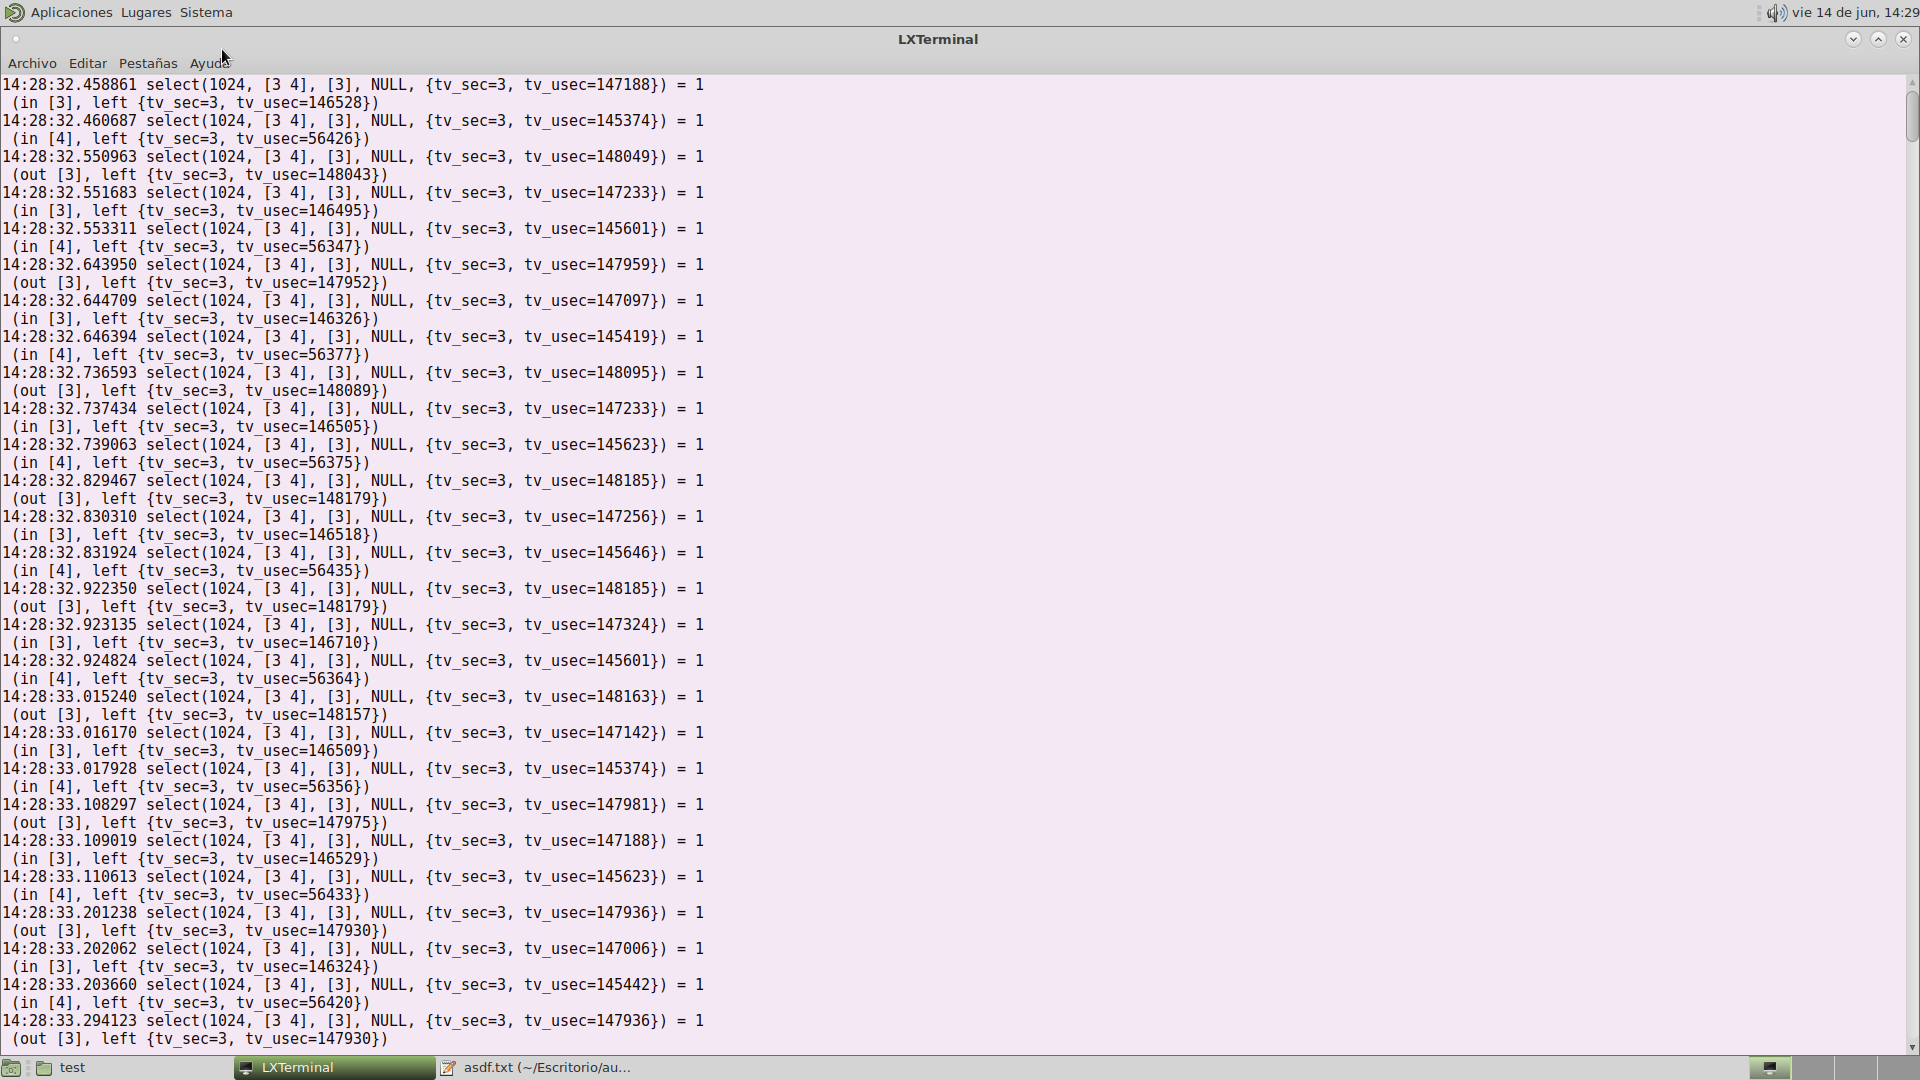 Aplicaciones Lugares Sistema vie 14 de jun, 14:29
LXTerminal
Archivo Editar Pestañas Ayuda
14:28:32.458861 select(1024, [3 4], [3], NULL, {tv_sec=3, tv_usec=147188}) = 1
(in [3], left {tv_sec=3, tv_usec=146528})
14:28:32.460687 select(1024, [3 4], [3], NULL, {tv_sec=3, tv_usec=145374}) = 1
(in [4], left {tv_sec=3, tv_usec=56426})
14:28:32.550963 select(1024, [3 4], [3], NULL, {tv_sec=3, tv_usec=148049}) = 1
(out [3], left {tv_sec=3, tv_usec=148043})
14:28:32.551683 select(1024, [3 4], [3], NULL, {tv_sec=3, tv_usec=147233}) = 1
(in [3], left {tv_sec=3, tv_usec=146495})
14:28:32.553311 select(1024, [3 4], [3], NULL, {tv_sec=3, tv_usec=145601}) = 1
(in [4], left {tv_sec=3, tv_usec=56347})
14:28:32.643950 select(1024, [3 4], [3], NULL, {tv_sec=3, tv_usec=147959}) = 1
(out [3], left {tv_sec=3, tv_usec=147952})
14:28:32.644709 select(1024, [3 4], [3], NULL, {tv_sec=3, tv_usec=147097}) = 1
(in [3], left {tv_sec=3, tv_usec=146326})
14:28:32.646394 select(1024, [3 4], [3], NULL, {tv_sec=3, tv_usec=145419}) = 1
(in [4], left {tv_sec=3, tv_usec=56377})
14:28:32.736593 select(1024, [3 4], [3], NULL, {tv_sec=3, tv_usec=148095}) = 1
(out [3], left {tv_sec=3, tv_usec=148089})
14:28:32.737434 select(1024, [3 4], [3], NULL, {tv_sec=3, tv_usec=147233}) = 1
(in [3], left {tv_sec=3, tv_usec=146505})
14:28:32.739063 select(1024, [3 4], [3], NULL, {tv_sec=3, tv_usec=145623}) = 1
(in [4], left {tv_sec=3, tv_usec=56375})
14:28:32.829467 select(1024, [3 4], [3], NULL, {tv_sec=3, tv_usec=148185}) = 1
(out [3], left {tv_sec=3, tv_usec=148179})
14:28:32.830310 select(1024, [3 4], [3], NULL, {tv_sec=3, tv_usec=147256}) = 1
(in [3], left {tv_sec=3, tv_usec=146518})
14:28:32.831924 select(1024, [3 4], [3], NULL, {tv_sec=3, tv_usec=145646}) = 1
(in [4], left {tv_sec=3, tv_usec=56435})
14:28:32.922350 select(1024, [3 4], [3], NULL, {tv_sec=3, tv_usec=148185}) = 1
(out [3], left {tv_sec=3, tv_usec=148179})
14:28:32.923135 select(1024, [3 4], [3], NULL, {tv_sec=3, tv_usec=147324}) = 1
(in [3], left {tv_sec=3, tv_usec=146710})
14:28:32.924824 select(1024, [3 4], [3], NULL, {tv_sec=3, tv_usec=145601}) = 1
(in [4], left {tv_sec=3, tv_usec=56364})
14:28:33.015240 select(1024, [3 4], [3], NULL, {tv_sec=3, tv_usec=148163}) = 1
(out [3], left {tv_sec=3, tv_usec=148157})
14:28:33.016170 select(1024, [3 4], [3], NULL, {tv_sec=3, tv_usec=147142}) = 1
(in [3], left {tv_sec=3, tv_usec=146509})
14:28:33.017928 select(1024, [3 4], [3], NULL, {tv_sec=3, tv_usec=145374}) = 1
(in [4], left {tv_sec=3, tv_usec=56356})
14:28:33.108297 select(1024, [3 4], [3], NULL, {tv_sec=3, tv_usec=147981}) = 1
(out [3], left {tv_sec=3, tv_usec=147975})
14:28:33.109019 select(1024, [3 4], [3], NULL, {tv_sec=3, tv_usec=147188}) = 1
(in [3], left {tv_sec=3, tv_usec=146529})
14:28:33.110613 select(1024, [3 4], [3], NULL, {tv_sec=3, tv_usec=145623}) = 1
(in [4], left {tv_sec=3, tv_usec=56433})
14:28:33.201238 select(1024, [3 4], [3], NULL, {tv_sec=3, tv_usec=147936}) = 1
(out [3], left {tv_sec=3, tv_usec=147930})
14:28:33.202062 select(1024, [3 4], [3], NULL, {tv_sec=3, tv_usec=147006}) = 1
(in [3], left {tv_sec=3, tv_usec=146324})
14:28:33.203660 select(1024, [3 4], [3], NULL, {tv_sec=3, tv_usec=145442}) = 1
(in [4], left {tv_sec=3, tv_usec=56420})
14:28:33.294123 select(1024, [3 4], [3], NULL, {tv_sec=3, tv_usec=147936}) = 1
(out [3], left {tv_sec=3, tv_usec=147930})
test LXTerminal asdf.txt (~/Escritorio/au...